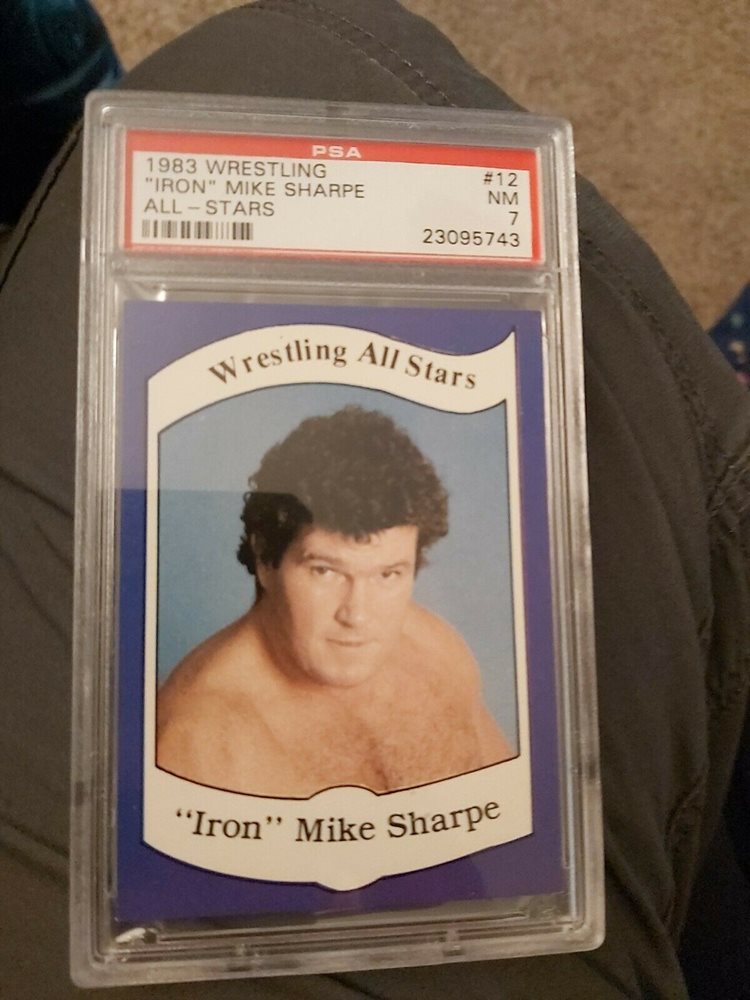 PSA
1983 WRESTLING #12
"IRON" MIKE SHARPE NM
ALL-STARS 7
23095743
Wrestling All Stars
“Iron” Mike Sharpe